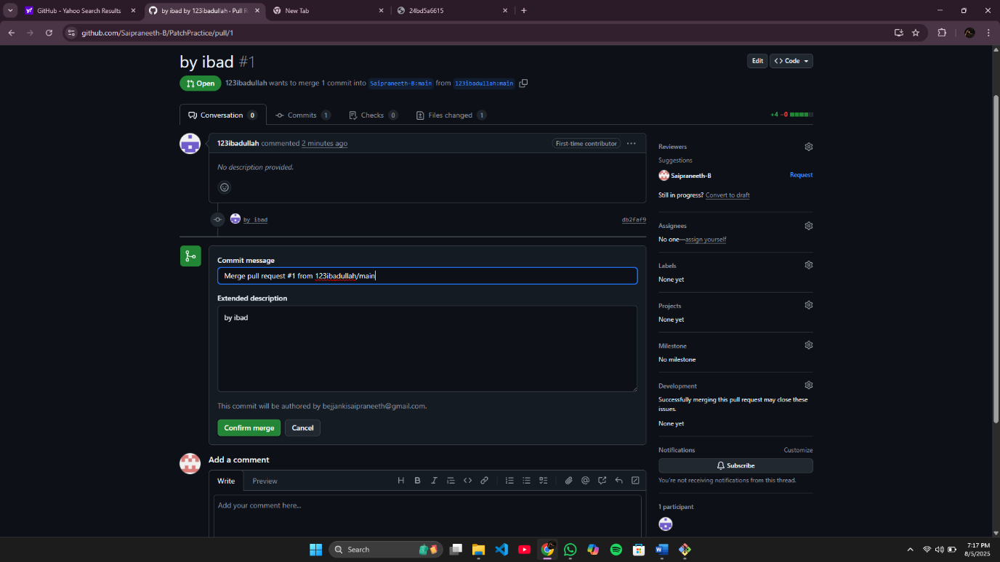 GitHub - Yahoo Search Results
by ibad by 123ibadullah · Pull R
New Tab
24bd5a6615
github.com/Saipraneeth-B/PatchPractice/pull/1
by ibad #1
Edit
<> Code
Open
123ibadullah wants to merge 1 commit into Saipraneeth-B:main from 123ibadullah:main
Conversation 0
Commits 1
Checks 0
Files changed 1
+4 −0
123ibadullah commented 2 minutes ago
First-time contributor
No description provided.
by ibad
db2faf9
Commit message
Merge pull request #1 from 123ibadullah/main
Extended description
by ibad
This commit will be authored by bejjankisaipraneeth@gmail.com.
Confirm merge
Cancel
Add a comment
Write
Preview
Add your comment here...
Reviewers
Suggestions
Saipraneeth-B
Request
Still in progress? Convert to draft
Assignees
No one—assign yourself
Labels
None yet
Projects
None yet
Milestone
No milestone
Development
Successfully merging this pull request may close these
issues.
None yet
Notifications
Customize
Subscribe
You're not receiving notifications from this thread.
1 participant
Search
7:17 PM
8/5/2025